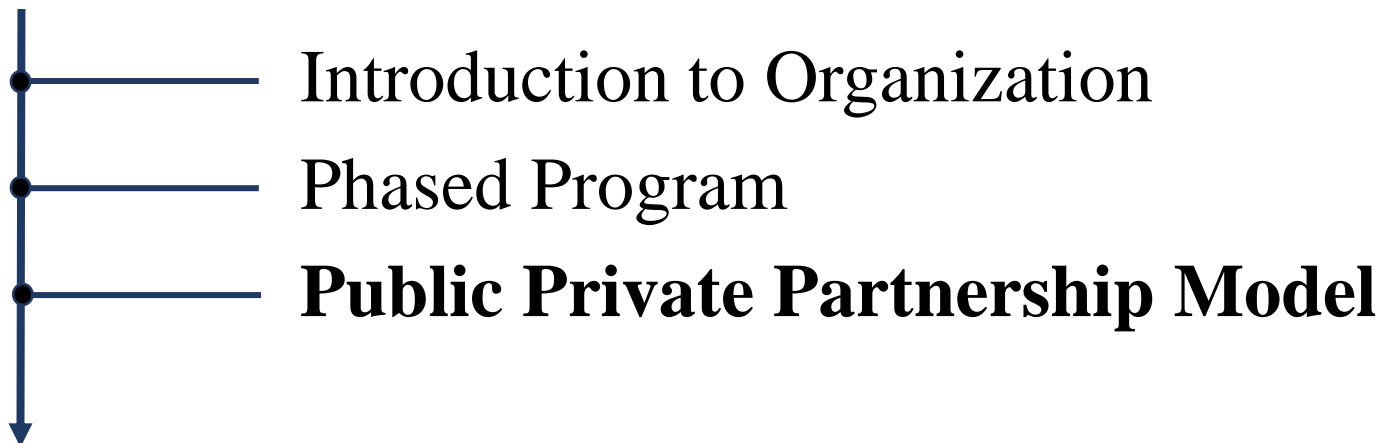 Introduction to Organization
Phased Program
Public Private Partnership Model